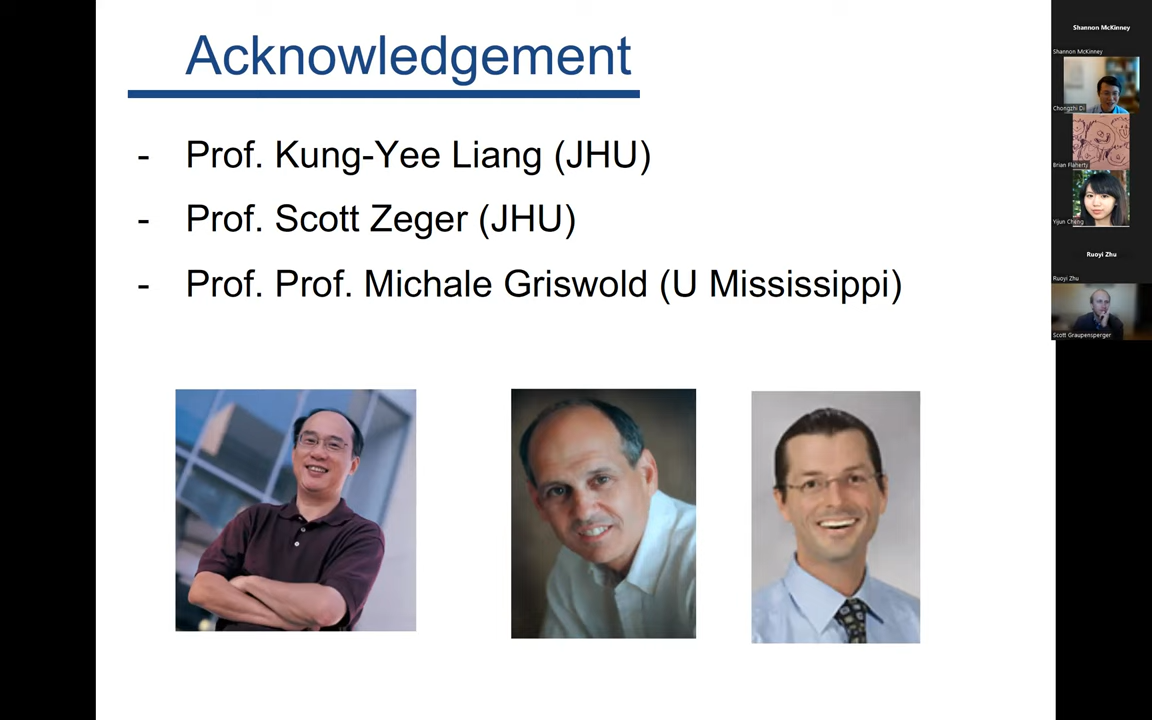 Acknowledgement
- Prof. Kung-Yee Liang (JHU)
- Prof. Scott Zeger (JHU)
- Prof. Prof. Michale Griswold (U Mississippi)
Shannon McKinney
Shannon McKinney
Chongzhi Di
Brian Flaherty
Yijun Cheng
Ruoyi Zhu
Ruoyi Zhu
Scott Graupensperger